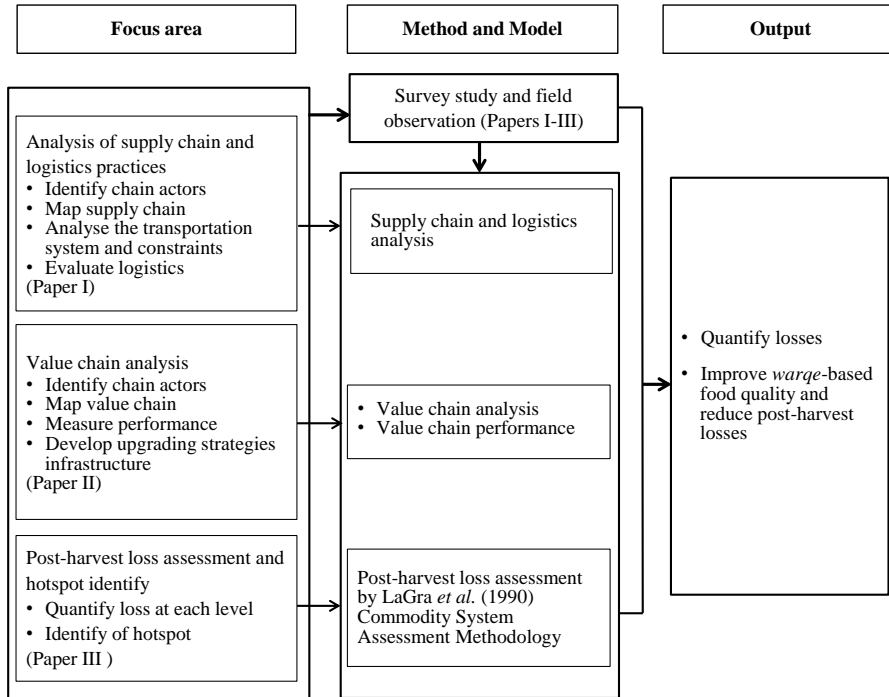 Focus area
Method and Model
Output
Analysis of supply chain and
logistics practices
• Identify chain actors
• Map supply chain
• Analyse the transportation
system and constraints
• Evaluate logistics
(Paper I)
Value chain analysis
• Identify chain actors
• Map value chain
• Measure performance
• Develop upgrading strategies
infrastructure
(Paper II)
Post-harvest loss assessment and
hotspot identify
• Quantify loss at each level
• Identify of hotspot
(Paper III )
Survey study and field
observation (Papers I-III)
Supply chain and logistics
analysis
• Value chain analysis
• Value chain performance
Post-harvest loss assessment
by LaGra et al. (1990)
Commodity System
Assessment Methodology
• Quantify losses
• Improve warqe-based
food quality and
reduce post-harvest
losses